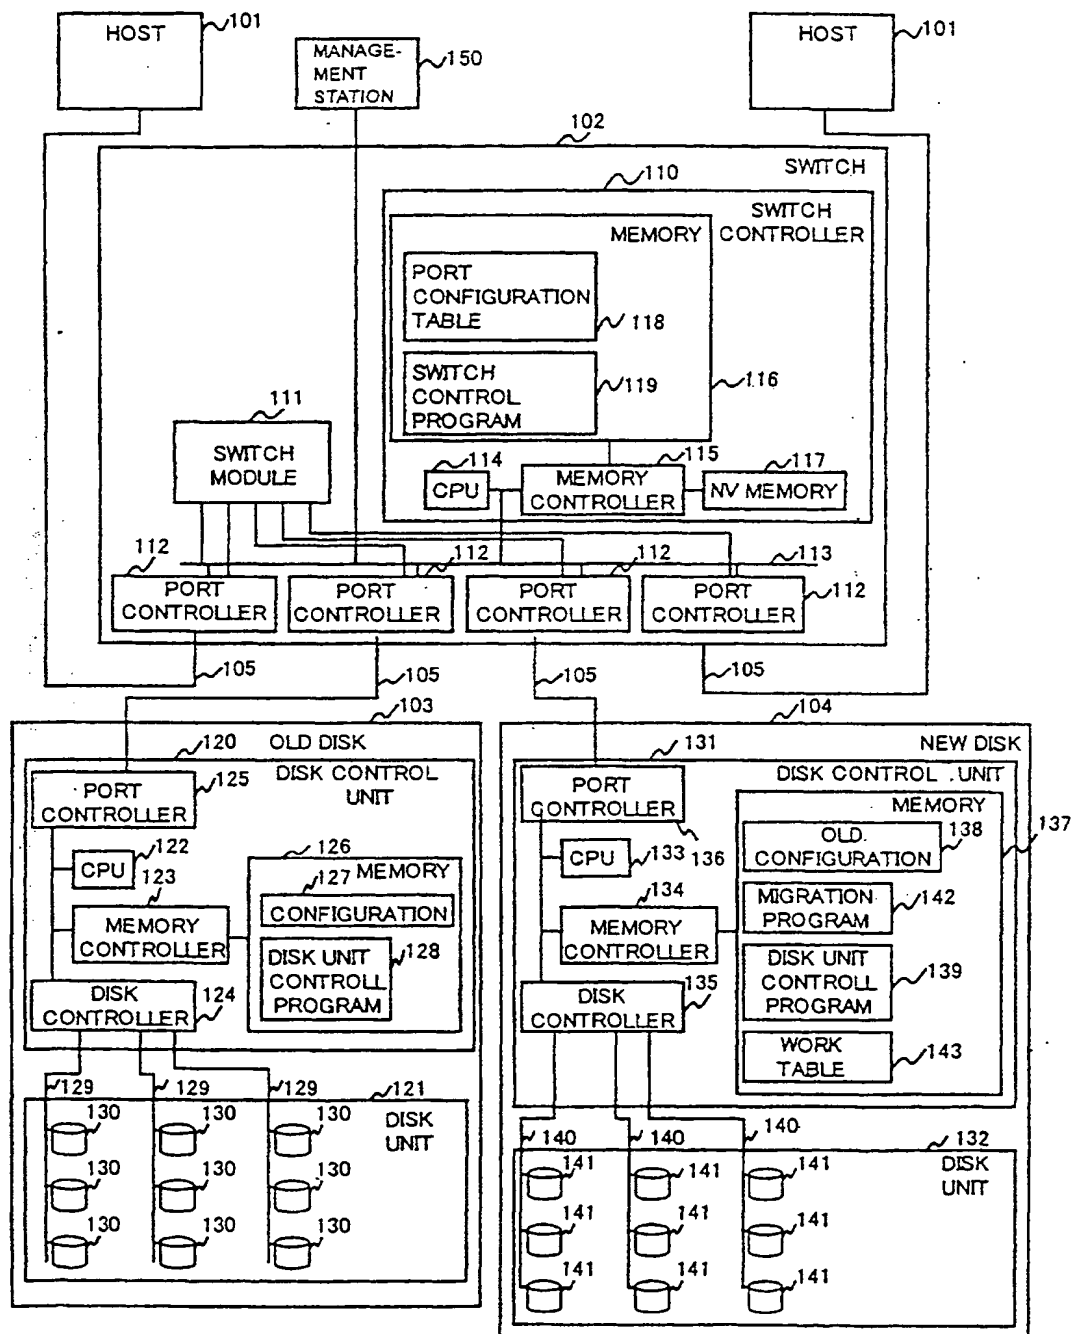 HOST
101
MANAGE-
MENT
STATION
150
HOST
101
102
SWITCH
110
SWITCH
CONTROLLER
MEMORY
PORT
CONFIGURATION
TABLE
118
SWITCH
CONTROL
PROGRAM
119
116
111
SWITCH
MODULE
114
CPU
115
MEMORY
CONTROLLER
117
NV MEMORY
113
112
PORT
CONTROLLER
112
PORT
CONTROLLER
112
PORT
CONTROLLER
112
PORT
CONTROLLER
105
105
105
105
103
OLD DISK
120
DISK CONTROL
UNIT
125
PORT
CONTROLLER
122
CPU
123
MEMORY
CONTROLLER
126
MEMORY
127
CONFIGURATION
DISK UNIT
CONTROLL
PROGRAM
128
DISK
CONTROLLER
124
129
129
129
121
DISK
UNIT
130
130
130
130
130
130
130
130
130
104
NEW DISK
131
DISK CONTROL .UNIT
PORT
CONTROLLER
136
MEMORY
137
OLD.
CONFIGURATION
138
CPU
133
134
MEMORY
CONTROLLER
MIGRATION
PROGRAM
142
DISK UNIT
CONTROLL
PROGRAM
139
135
DISK
CONTROLLER
WORK
TABLE
143
140
140
140
132
DISK
UNIT
141
141
141
141
141
141
141
141
141